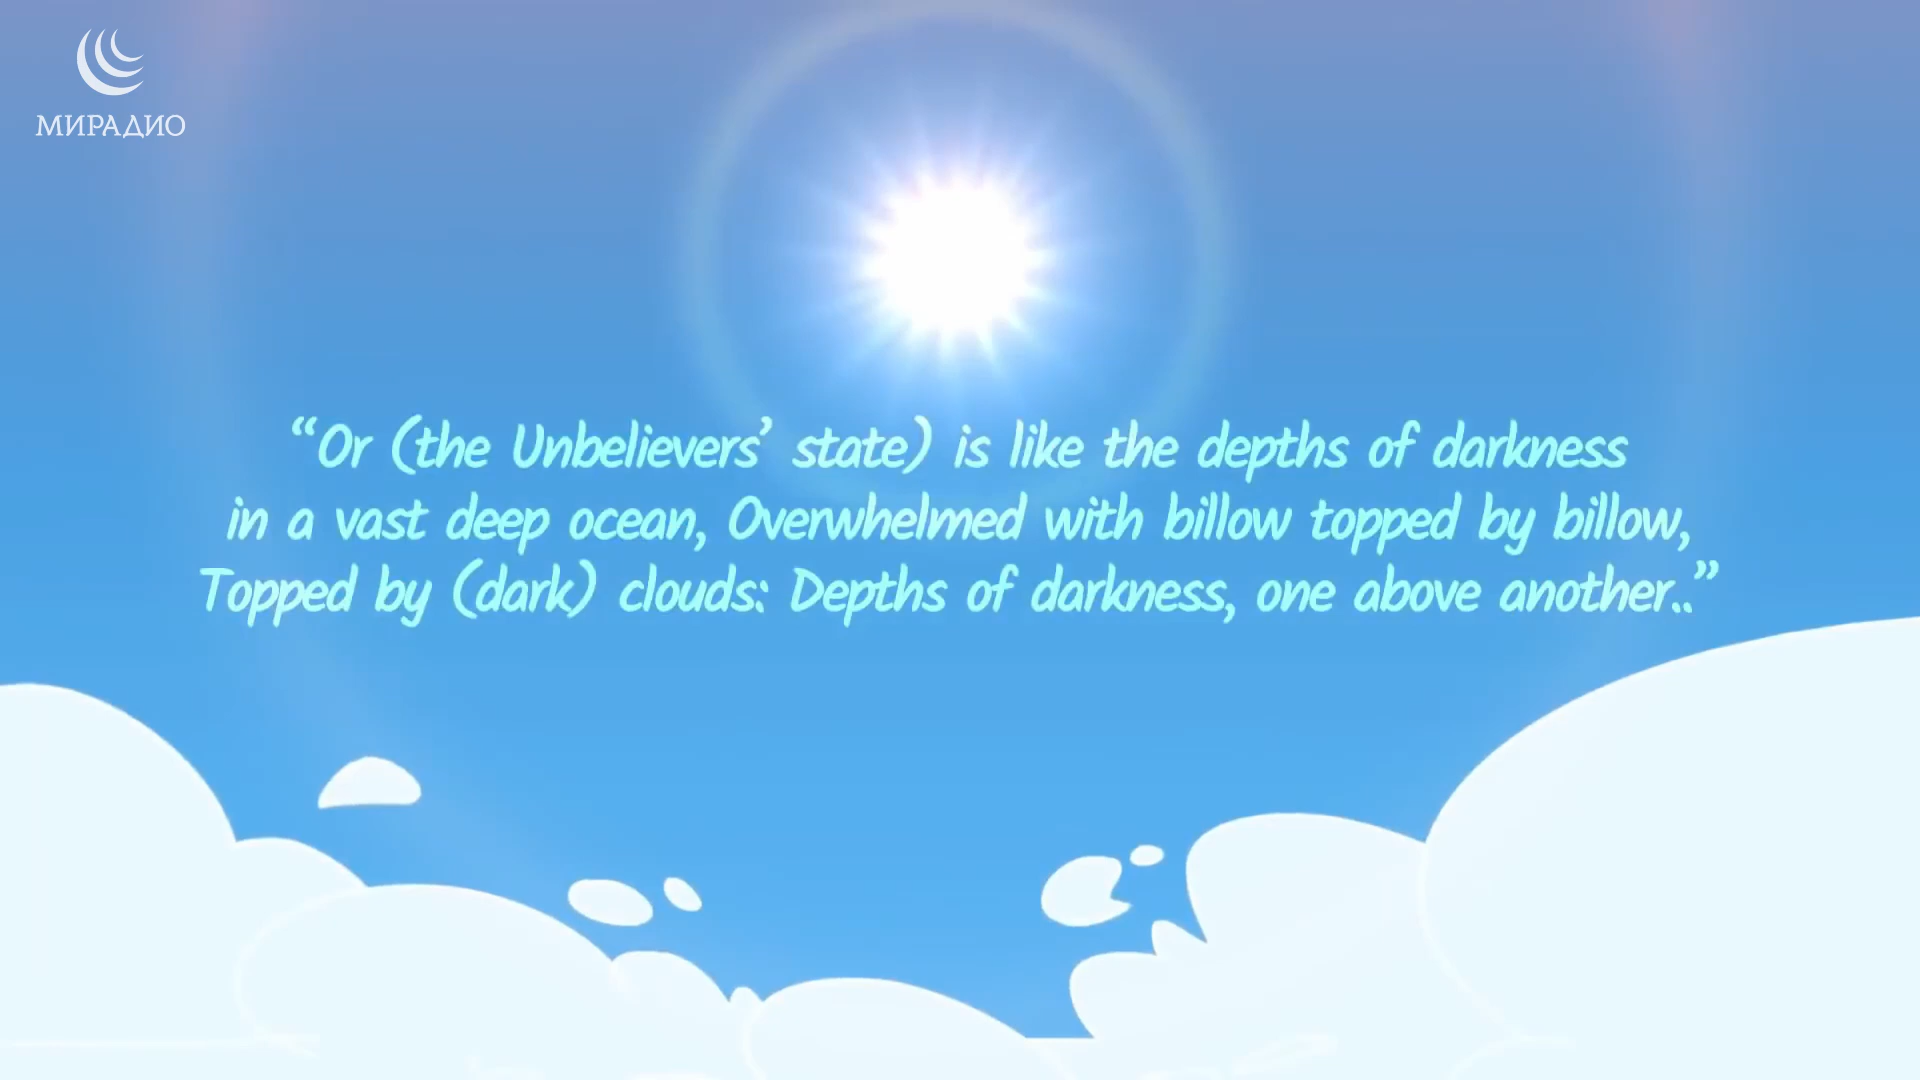 МИРАДИО
“Or (the Unbelievers’ state) is like the depths of darkness
in a vast deep ocean, Overwhelmed with billow topped by billow,
Topped by (dark) clouds: Depths of darkness, one above another..”